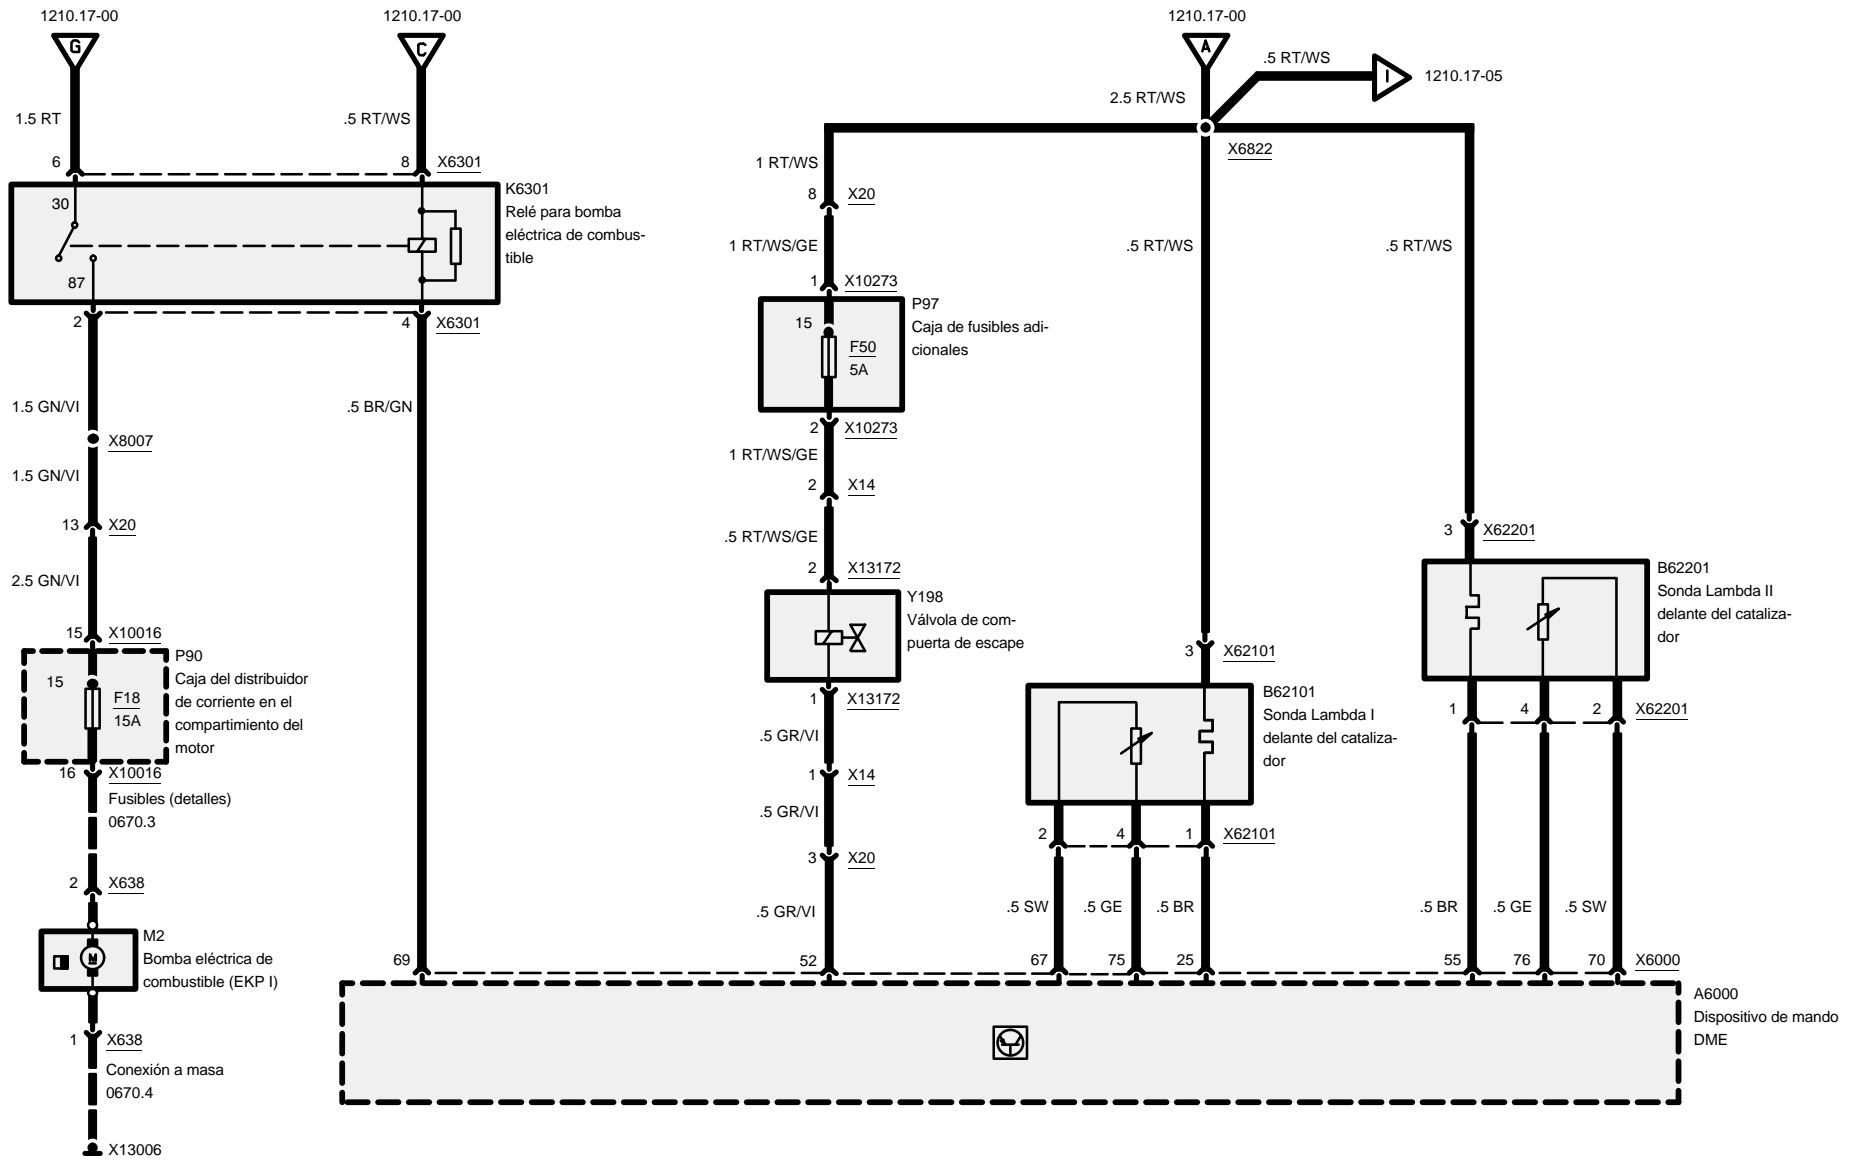 1210.17-00
1210.17-00
1210.17-00
G
C
A
.5 RT/WS
I
1210.17-05
2.5 RT/WS
1.5 RT
.5 RT/WS
X6822
6
8
X6301
1 RT/WS
8
X20
K6301
Relé para bomba
eléctrica de combus-
tible
30
87
1 RT/WS/GE
.5 RT/WS
.5 RT/WS
1
X10273
2
4
X6301
P97
Caja de fusibles adi-
cionales
15
F50
5A
1.5 GN/VI
.5 BR/GN
2
X10273
X8007
1 RT/WS/GE
1.5 GN/VI
2
X14
13
X20
.5 RT/WS/GE
3
X62201
2.5 GN/VI
2
X13172
B62201
Sonda Lambda II
delante del cataliza-
dor
Y198
Válvula de com-
puerta de escape
15
X10016
3
X62101
P90
Caja del distribuidor
de corriente en el
compartimiento del
motor
15
F18
15A
1
X13172
B62101
Sonda Lambda I
delante del cataliza-
dor
1
4
2
X62201
.5 GR/VI
16
X10016
Fusibles (detalles)
0670.3
1
X14
.5 GR/VI
2
4
1
X62101
3
X20
2
X638
.5 GR/VI
.5 SW
.5 GE
.5 BR
.5 BR
.5 GE
.5 SW
M2
Bomba eléctrica de
combustible (EKP I)
M
69
52
67
75
25
55
76
70
X6000
A6000
Dispositivo de mando
DME
1
X638
Conexión a masa
0670.4
X13006